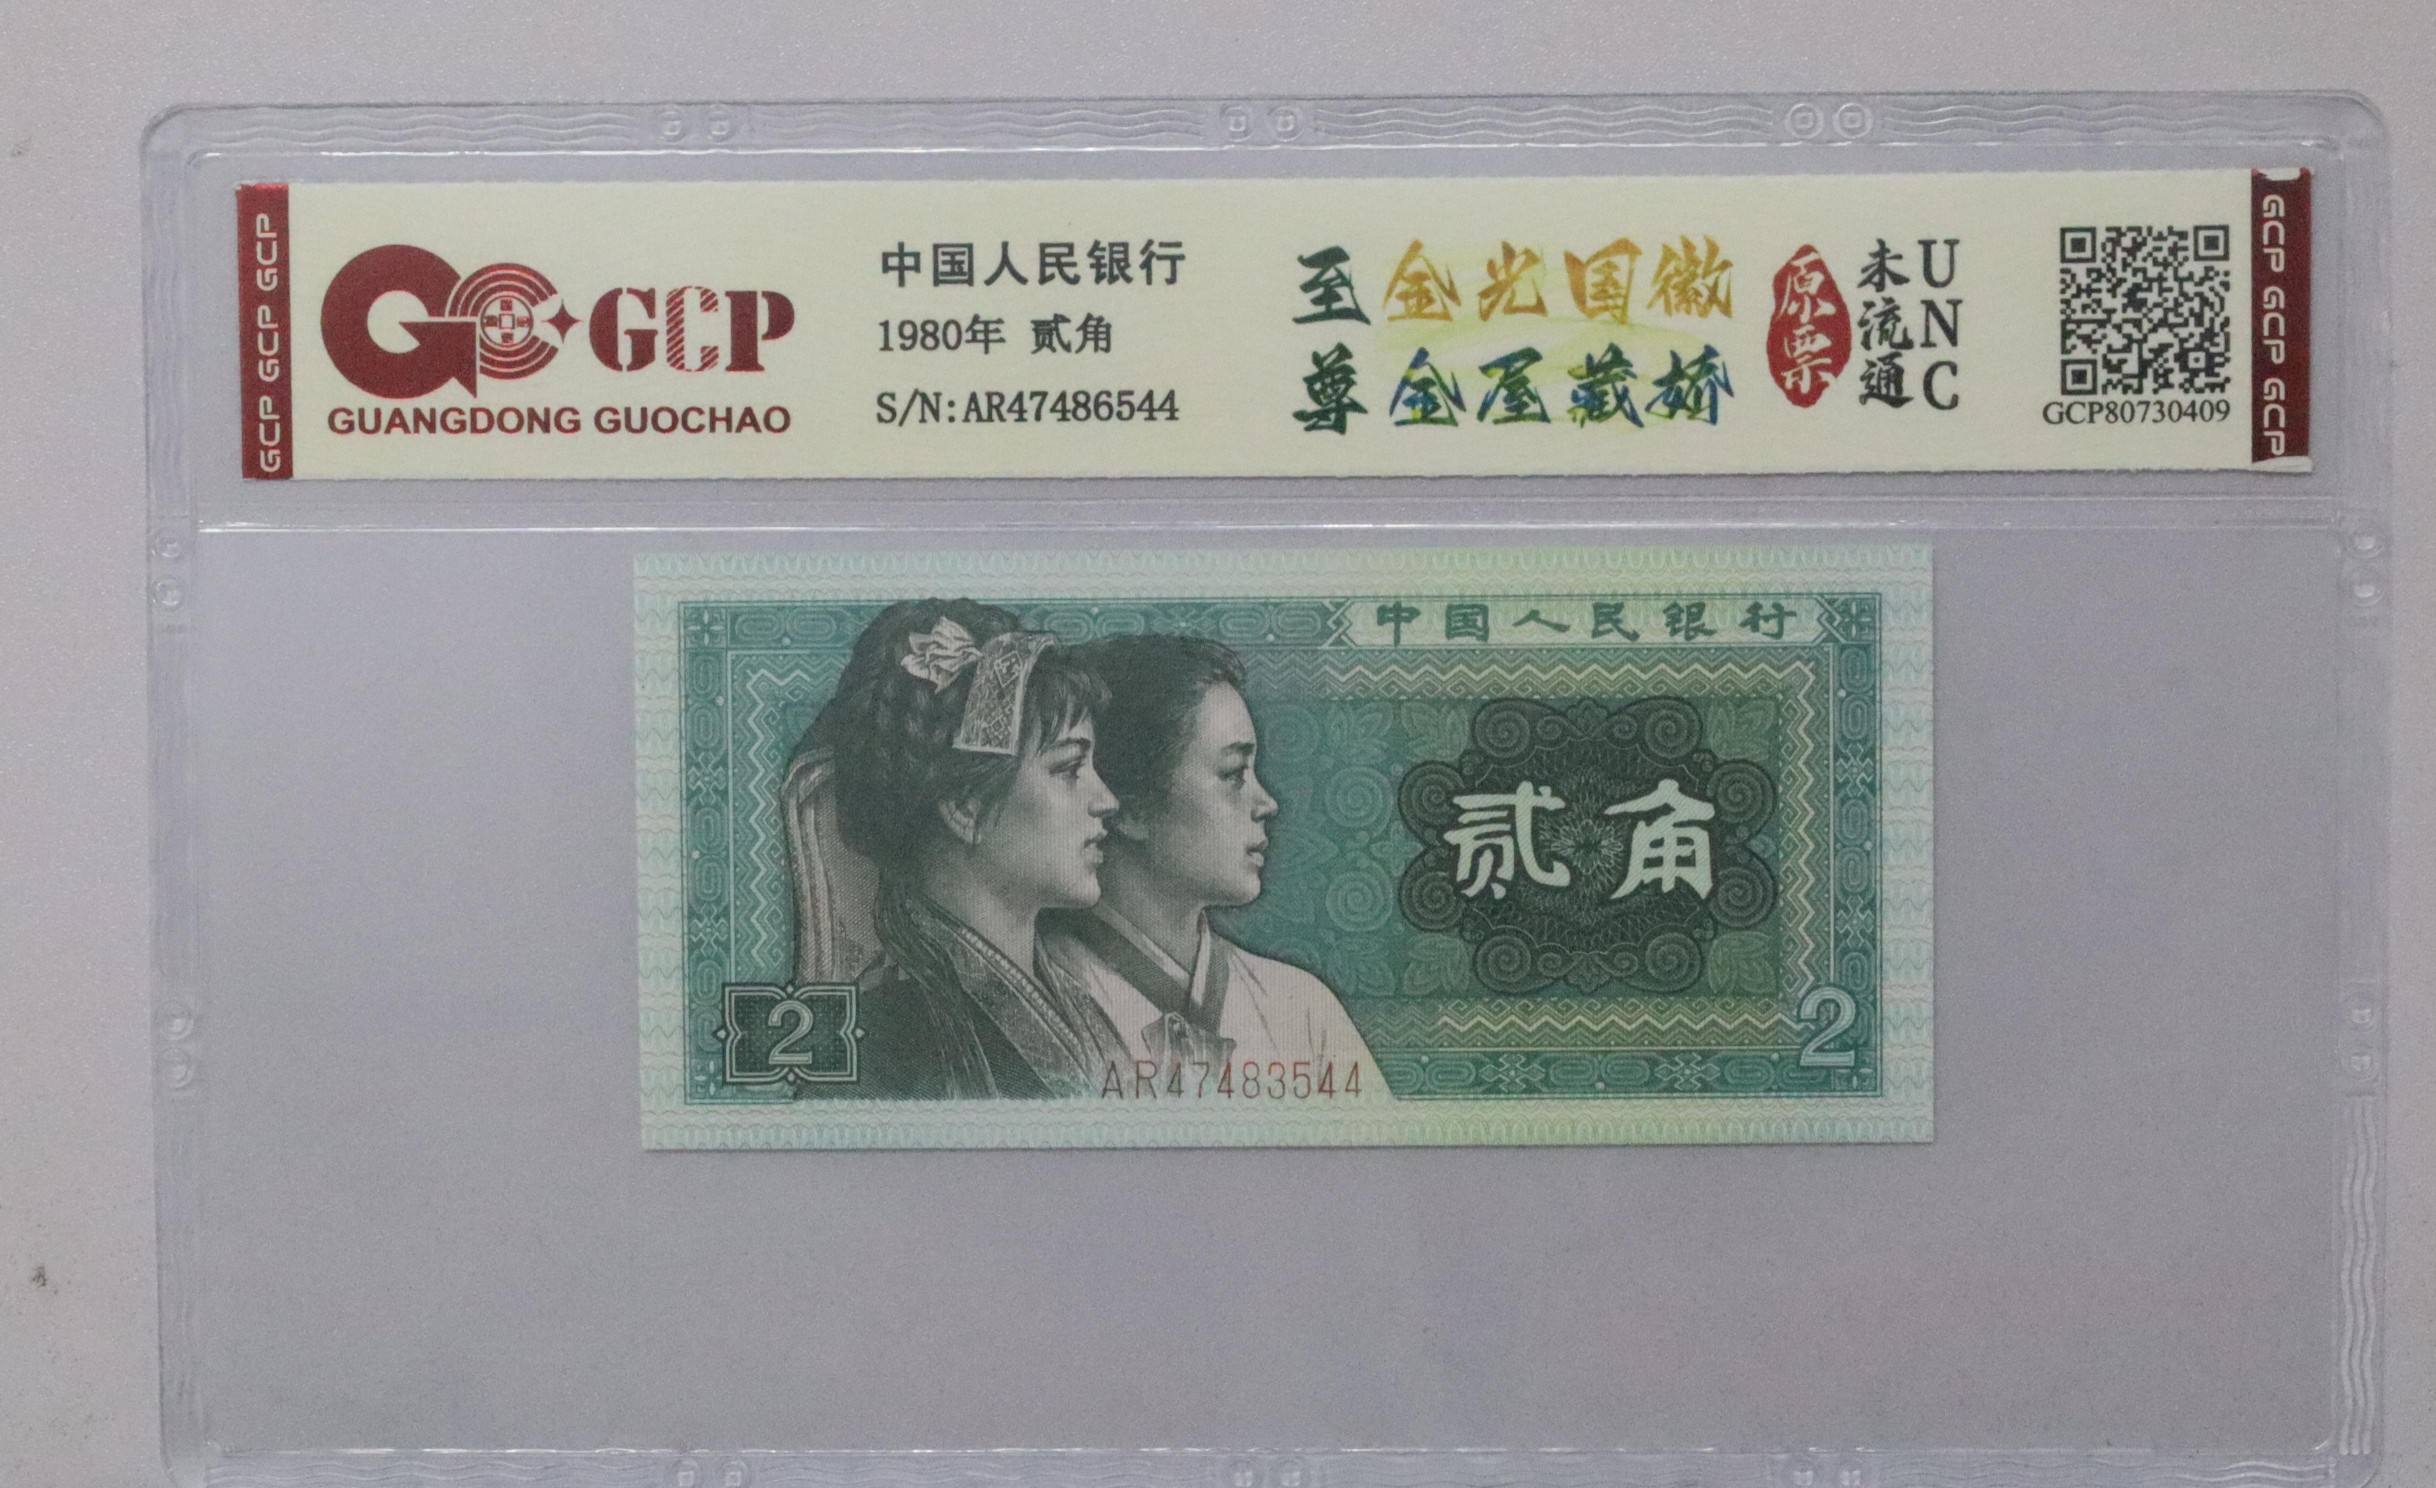 GCP GCP GCP
GCP
GUANGDONG GUOCHAO
中国人民银行
1980年 贰角
S/N:AR47486544
至尊
金光国徽
金屋藏娇
原票
未流通
UNC
GCP80730409
GCP GCP GCP
中国人民银行
贰角
2
2
AR47483544